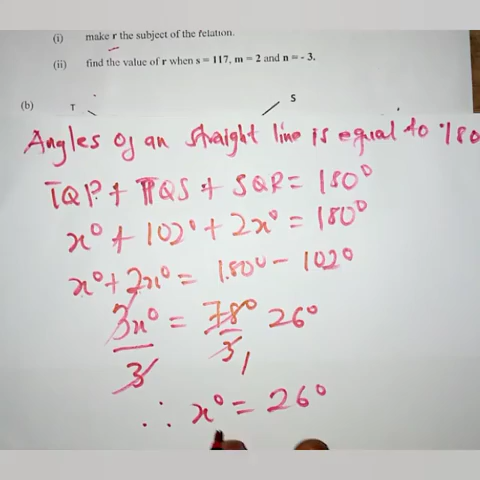 (i) make r the subject of the relation.
(ii) find the value of r when s = 117, m = 2 and n = - 3.
(b) T S
Angles of an straight line is equal to 180
TQP + TQS + SQR = 180°
x° + 102° + 2x° = 180°
x° + 2x° = 180° - 102°
3x° = 78° 26°
3 3 1
∴ x° = 26°